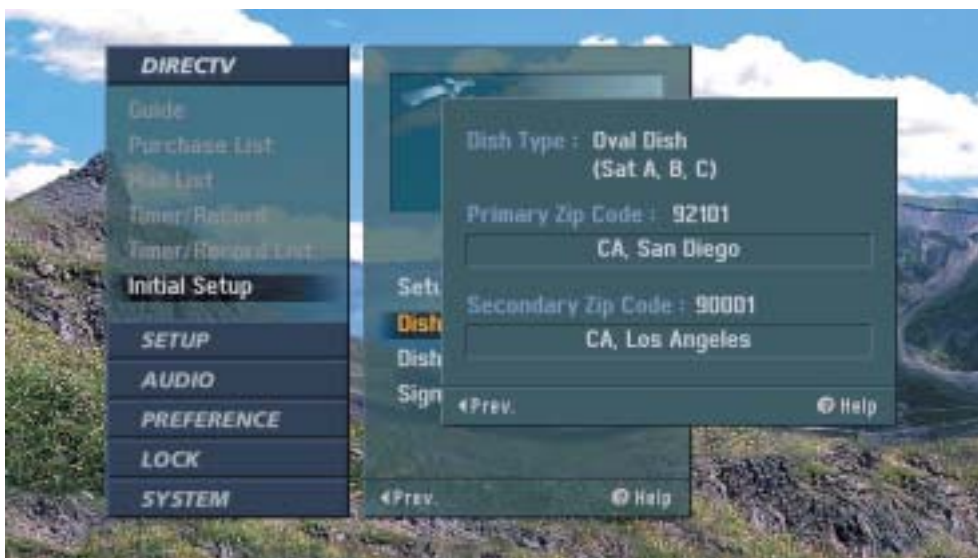 DIRECTV
Guide
Purchase List
Mail List
Timer/Record
Timer/Record List
Initial Setup
SETUP
AUDIO
PREFERENCE
LOCK
SYSTEM
Setu
Dish
Dish
Sign
◄Prev.
Help
Dish Type : Oval Dish
(Sat A, B, C)
Primary Zip Code : 92101
CA, San Diego
Secondary Zip Code : 90001
CA, Los Angeles
◄Prev.
Help